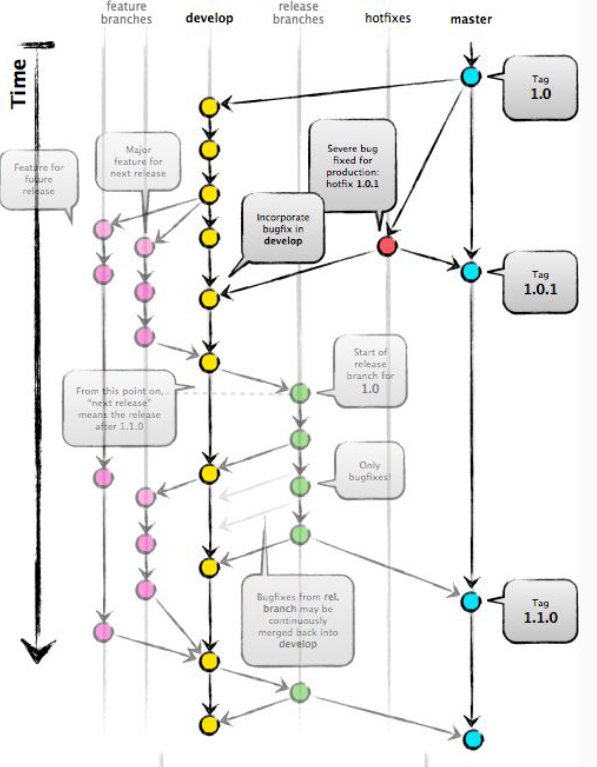 feature
branches
develop
release
branches
hotfixes
master
Time
Tag
1.0
Feature for
future
release
Major
feature for
next release
Severe bug
fixed for
production:
hotfix 1.0.1
Incorporate
bugfix in
develop
Tag
1.0.1
Start of
release
branch for
1.0
From this point on,
"next release"
means the release
after 1.1.0
Only
bugfixes!
Bugfixes from rel.
branch may be
continuously
merged back into
develop
Tag
1.1.0